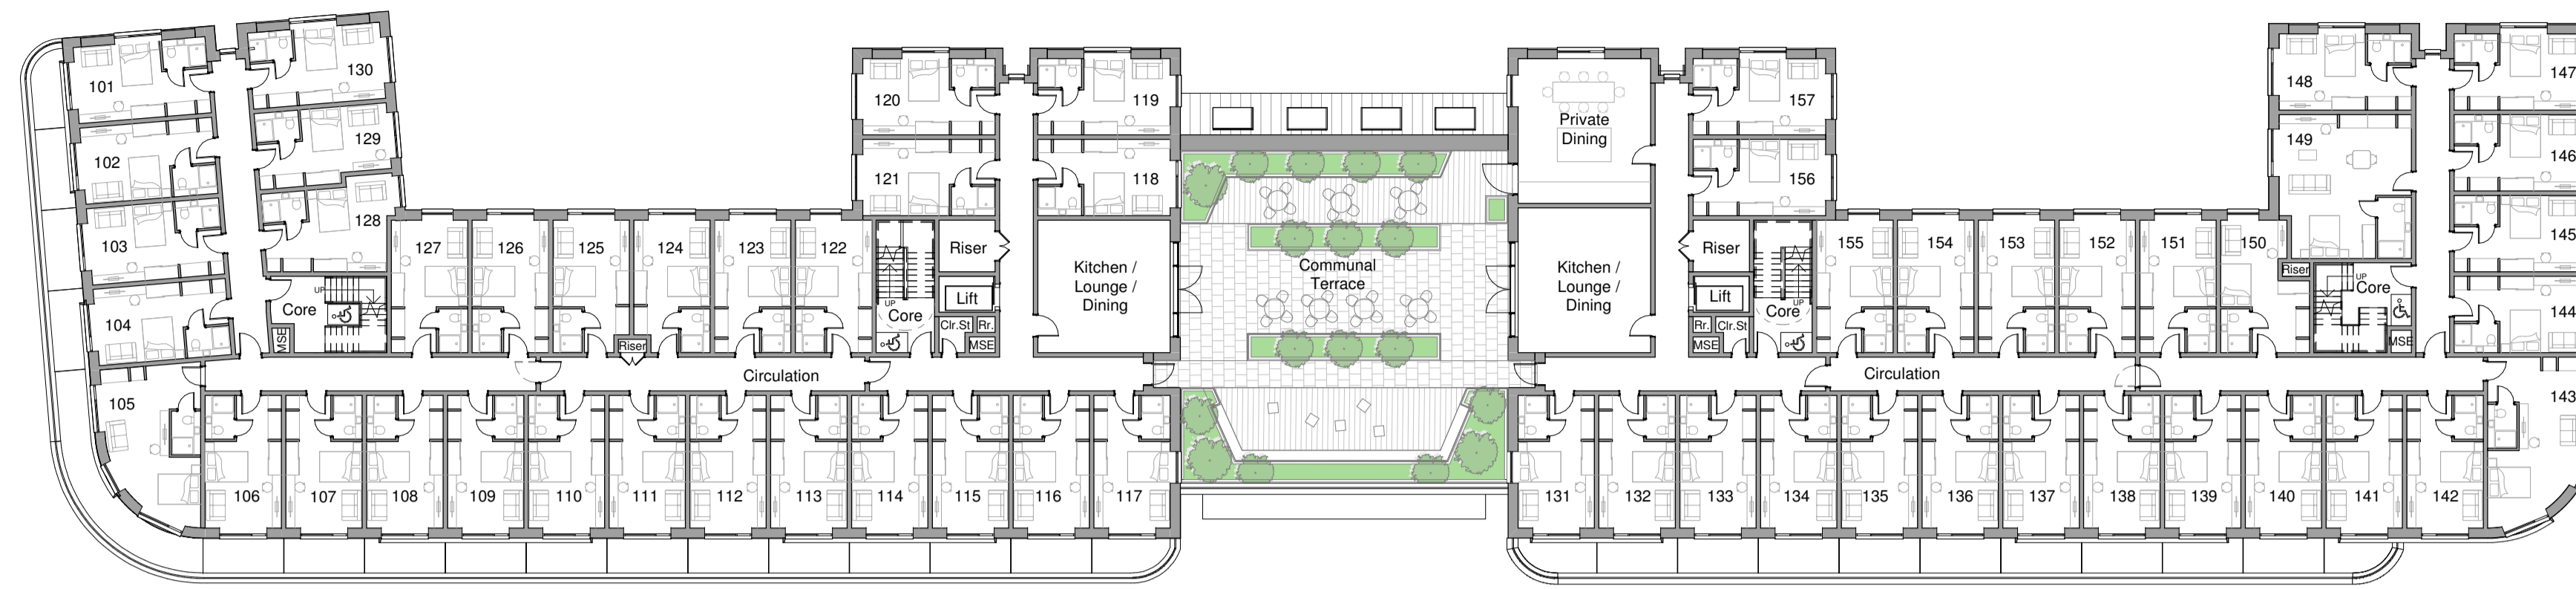 101
102
103
104
105
130
129
128
UP
Core
MSE
127
126
125
124
123
122
Riser
120
121
119
118
Riser
Lift
UP
Core
Clr.St
Rr.
MSE
Kitchen /
Lounge /
Dining
Circulation
106
107
108
109
110
111
112
113
114
115
116
117
Communal
Terrace
Private
Dining
Kitchen /
Lounge /
Dining
157
156
Riser
Lift
UP
Core
Rr.
Clr.St
MSE
155
154
153
152
151
150
Circulation
148
149
Riser
UP
Core
MSE
147
146
145
144
143
131
132
133
134
135
136
137
138
139
140
141
142